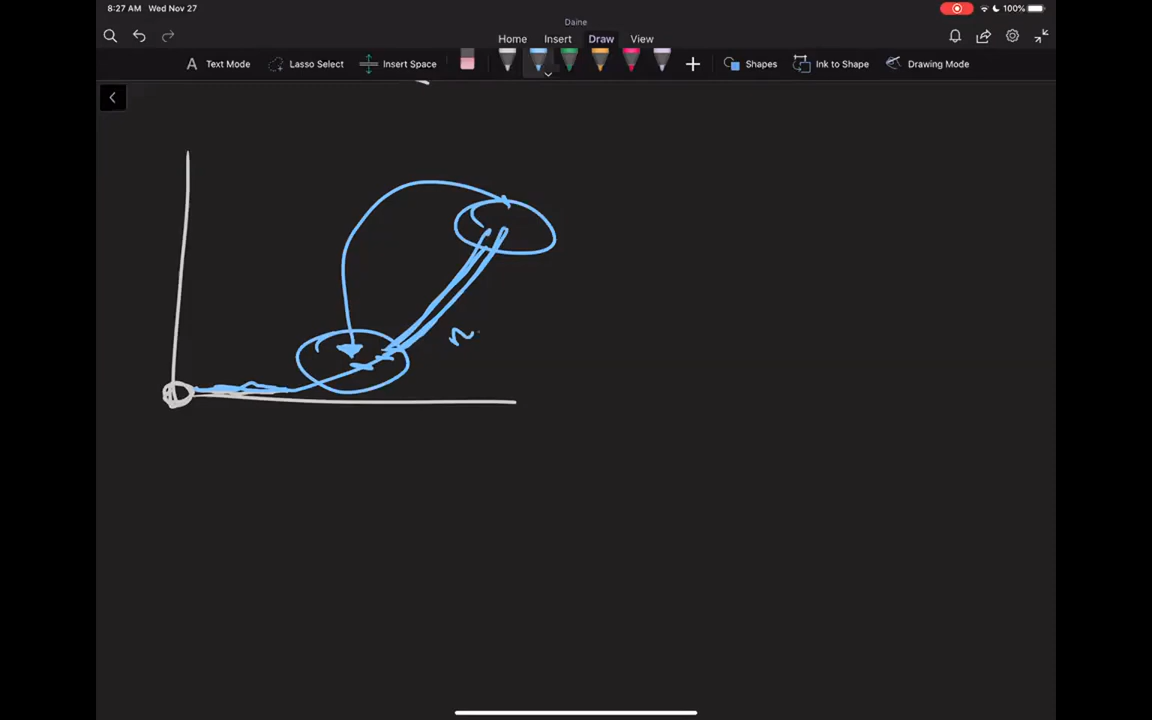 8:27 AM Wed Nov 27
100%
Daine
Home Insert Draw View
Text Mode Lasso Select Insert Space Shapes Ink to Shape Drawing Mode
n